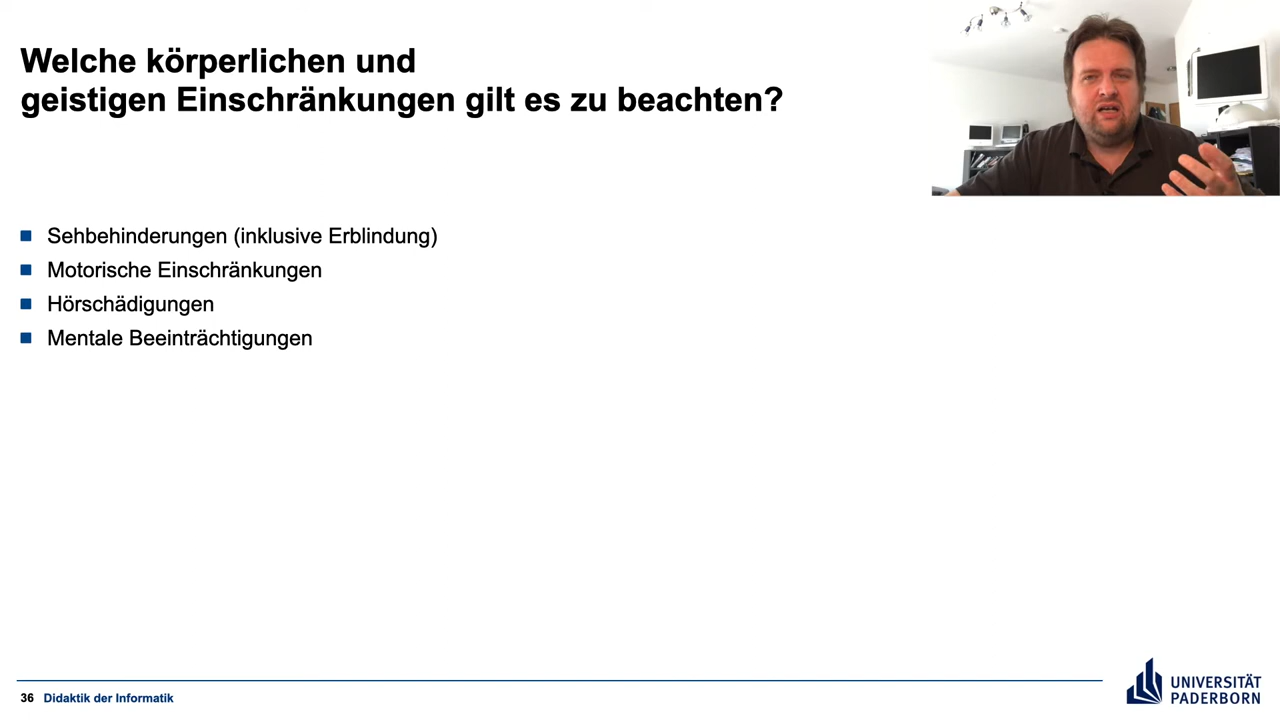 Welche körperlichen und
geistigen Einschränkungen gilt es zu beachten?
Sehbehinderungen (inklusive Erblindung)
Motorische Einschränkungen
Hörschädigungen
Mentale Beeinträchtigungen
36 Didaktik der Informatik
UNIVERSITÄT
PADERBORN